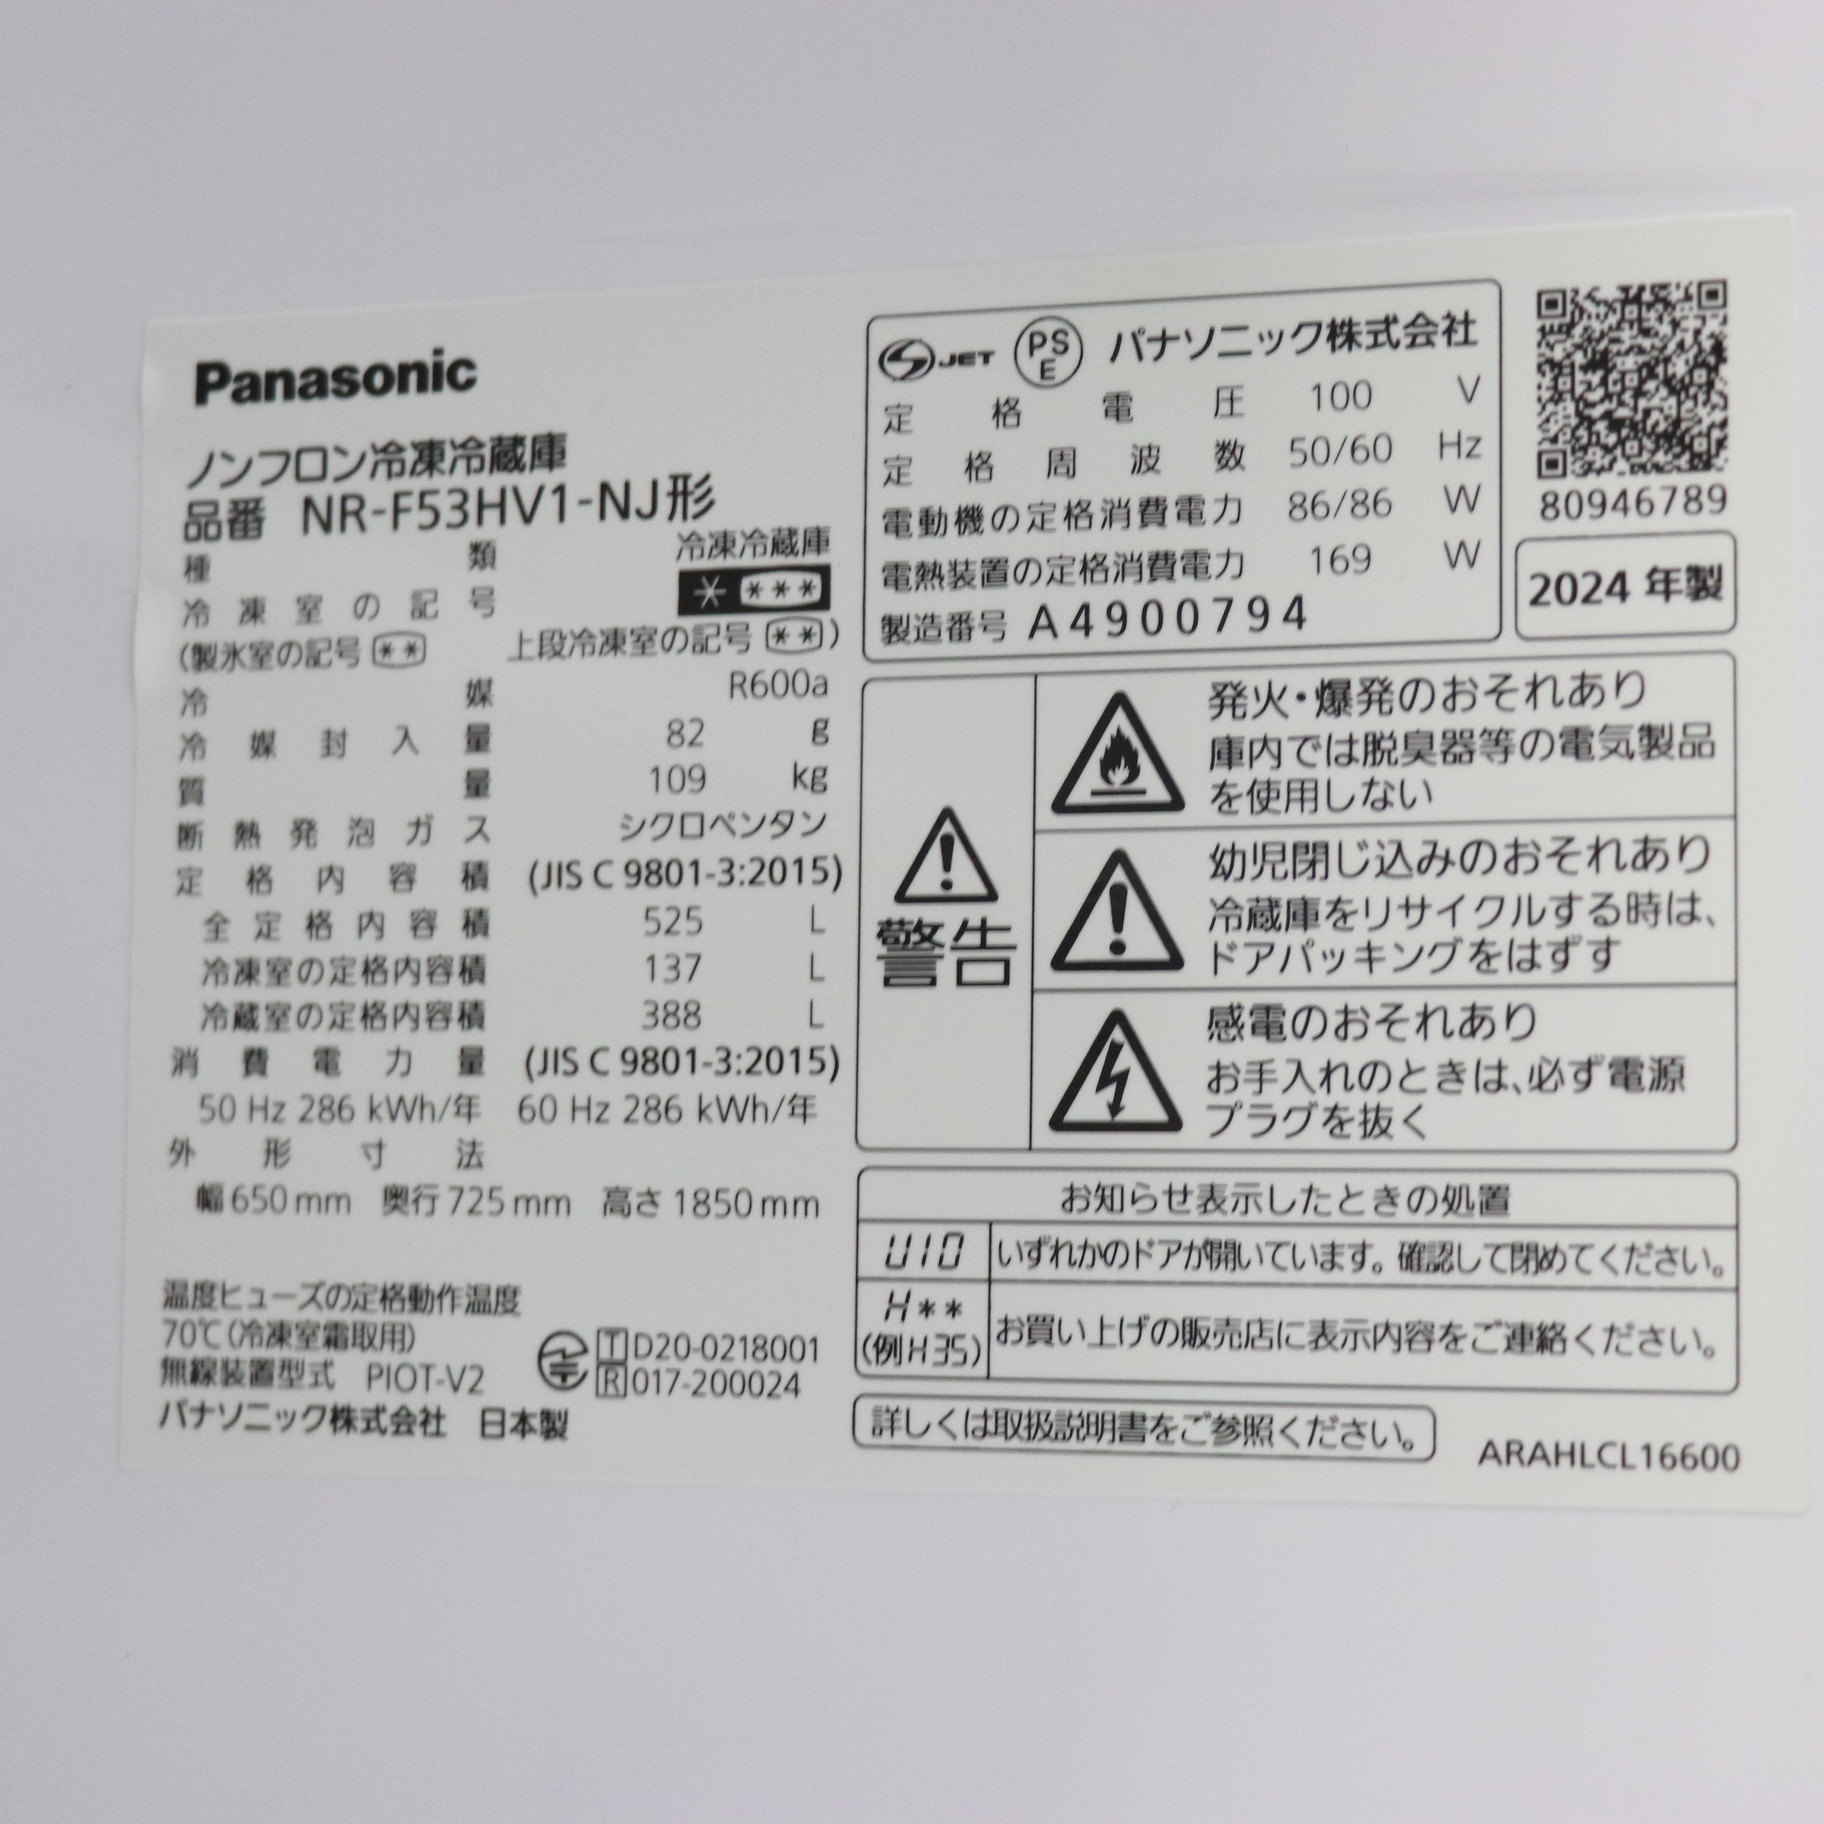 Panasonic
ノンフロン冷凍冷蔵庫
品番 NR-F53HV1-NJ形
種類 冷凍冷蔵庫
冷凍室の記号 * ***
(製氷室の記号 ** 上段冷凍室の記号 **)
冷媒 R600a
冷媒封入量 82 g
質量 109 kg
断熱発泡ガス シクロペンタン
定格内容積 (JIS C 9801-3:2015)
全定格内容積 525 L
冷凍室の定格内容積 137 L
冷蔵室の定格内容積 388 L
消費電力量 (JIS C 9801-3:2015)
50 Hz 286 kWh/年 60 Hz 286 kWh/年
外形寸法
幅650mm 奥行725mm 高さ1850mm
温度ヒューズの定格動作温度
70℃(冷凍室霜取用)
無線装置型式 PIOT-V2
T D20-0218001
R 017-200024
パナソニック株式会社 日本製
JET PSE パナソニック株式会社
定格電圧 100 V
定格周波数 50/60 Hz
電動機の定格消費電力 86/86 W
電熱装置の定格消費電力 169 W
製造番号 A4900794
80946789
2024 年製
警告
発火・爆発のおそれあり
庫内では脱臭器等の電気製品
を使用しない
幼児閉じ込みのおそれあり
冷蔵庫をリサイクルする時は、
ドアパッキングをはずす
感電のおそれあり
お手入れのときは、必ず電源
プラグを抜く
お知らせ表示したときの処置
U10 いずれかのドアが開いています。確認して閉めてください。
H**
(例H35) お買い上げの販売店に表示内容をご連絡ください。
詳しくは取扱説明書をご参照ください。
ARAHLCL16600